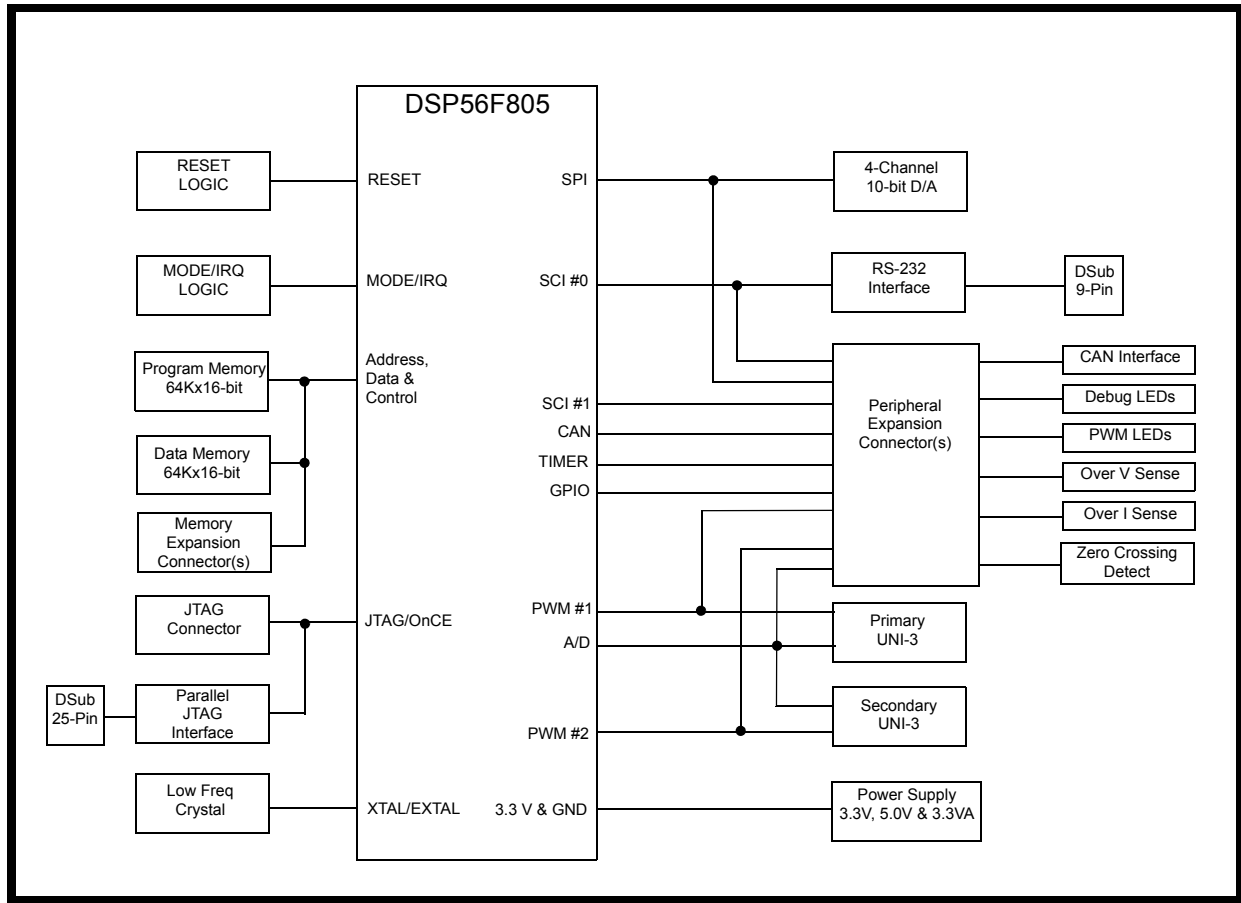 DSP56F805
RESET
LOGIC
RESET
SPI
4-Channel
10-bit D/A
MODE/IRQ
LOGIC
MODE/IRQ
SCI #0
RS-232
Interface
DSub
9-Pin
Program Memory
64Kx16-bit
Address,
Data &
Control
Data Memory
64Kx16-bit
Memory
Expansion
Connector(s)
SCI #1
CAN
TIMER
GPIO
Peripheral
Expansion
Connector(s)
CAN Interface
Debug LEDs
PWM LEDs
Over V Sense
Over I Sense
Zero Crossing
Detect
JTAG
Connector
JTAG/OnCE
PWM #1
A/D
Primary
UNI-3
DSub
25-Pin
Parallel
JTAG
Interface
PWM #2
Secondary
UNI-3
Low Freq
Crystal
XTAL/EXTAL
3.3 V & GND
Power Supply
3.3V, 5.0V & 3.3VA